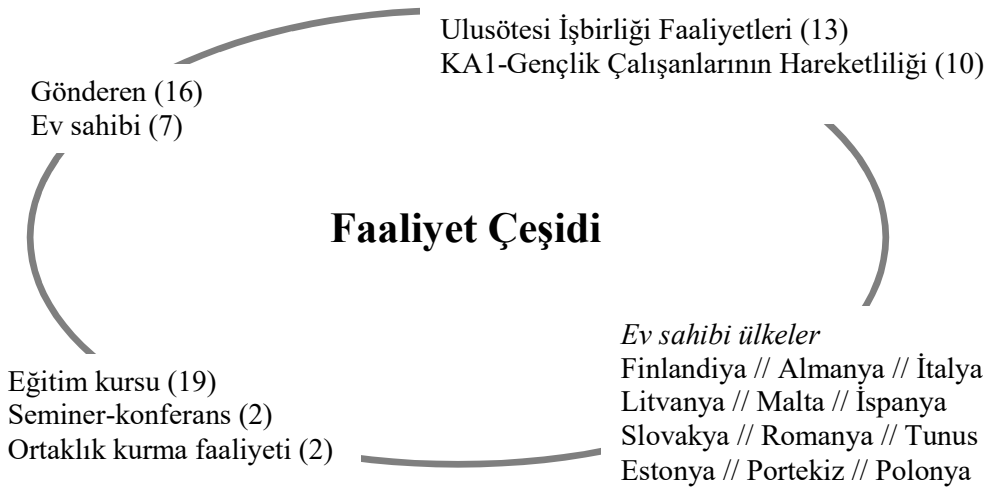 Ulusötesi İşbirliği Faaliyetleri (13)
KA1-Gençlik Çalışanlarının Hareketliliği (10)
Gönderen (16)
Ev sahibi (7)
Faaliyet Çeşidi
Eğitim kursu (19)
Seminer-konferans (2)
Ortaklık kurma faaliyeti (2)
Ev sahibi ülkeler
Finlandiya // Almanya // İtalya
Litvanya // Malta // İspanya
Slovakya // Romanya // Tunus
Estonya // Portekiz // Polonya